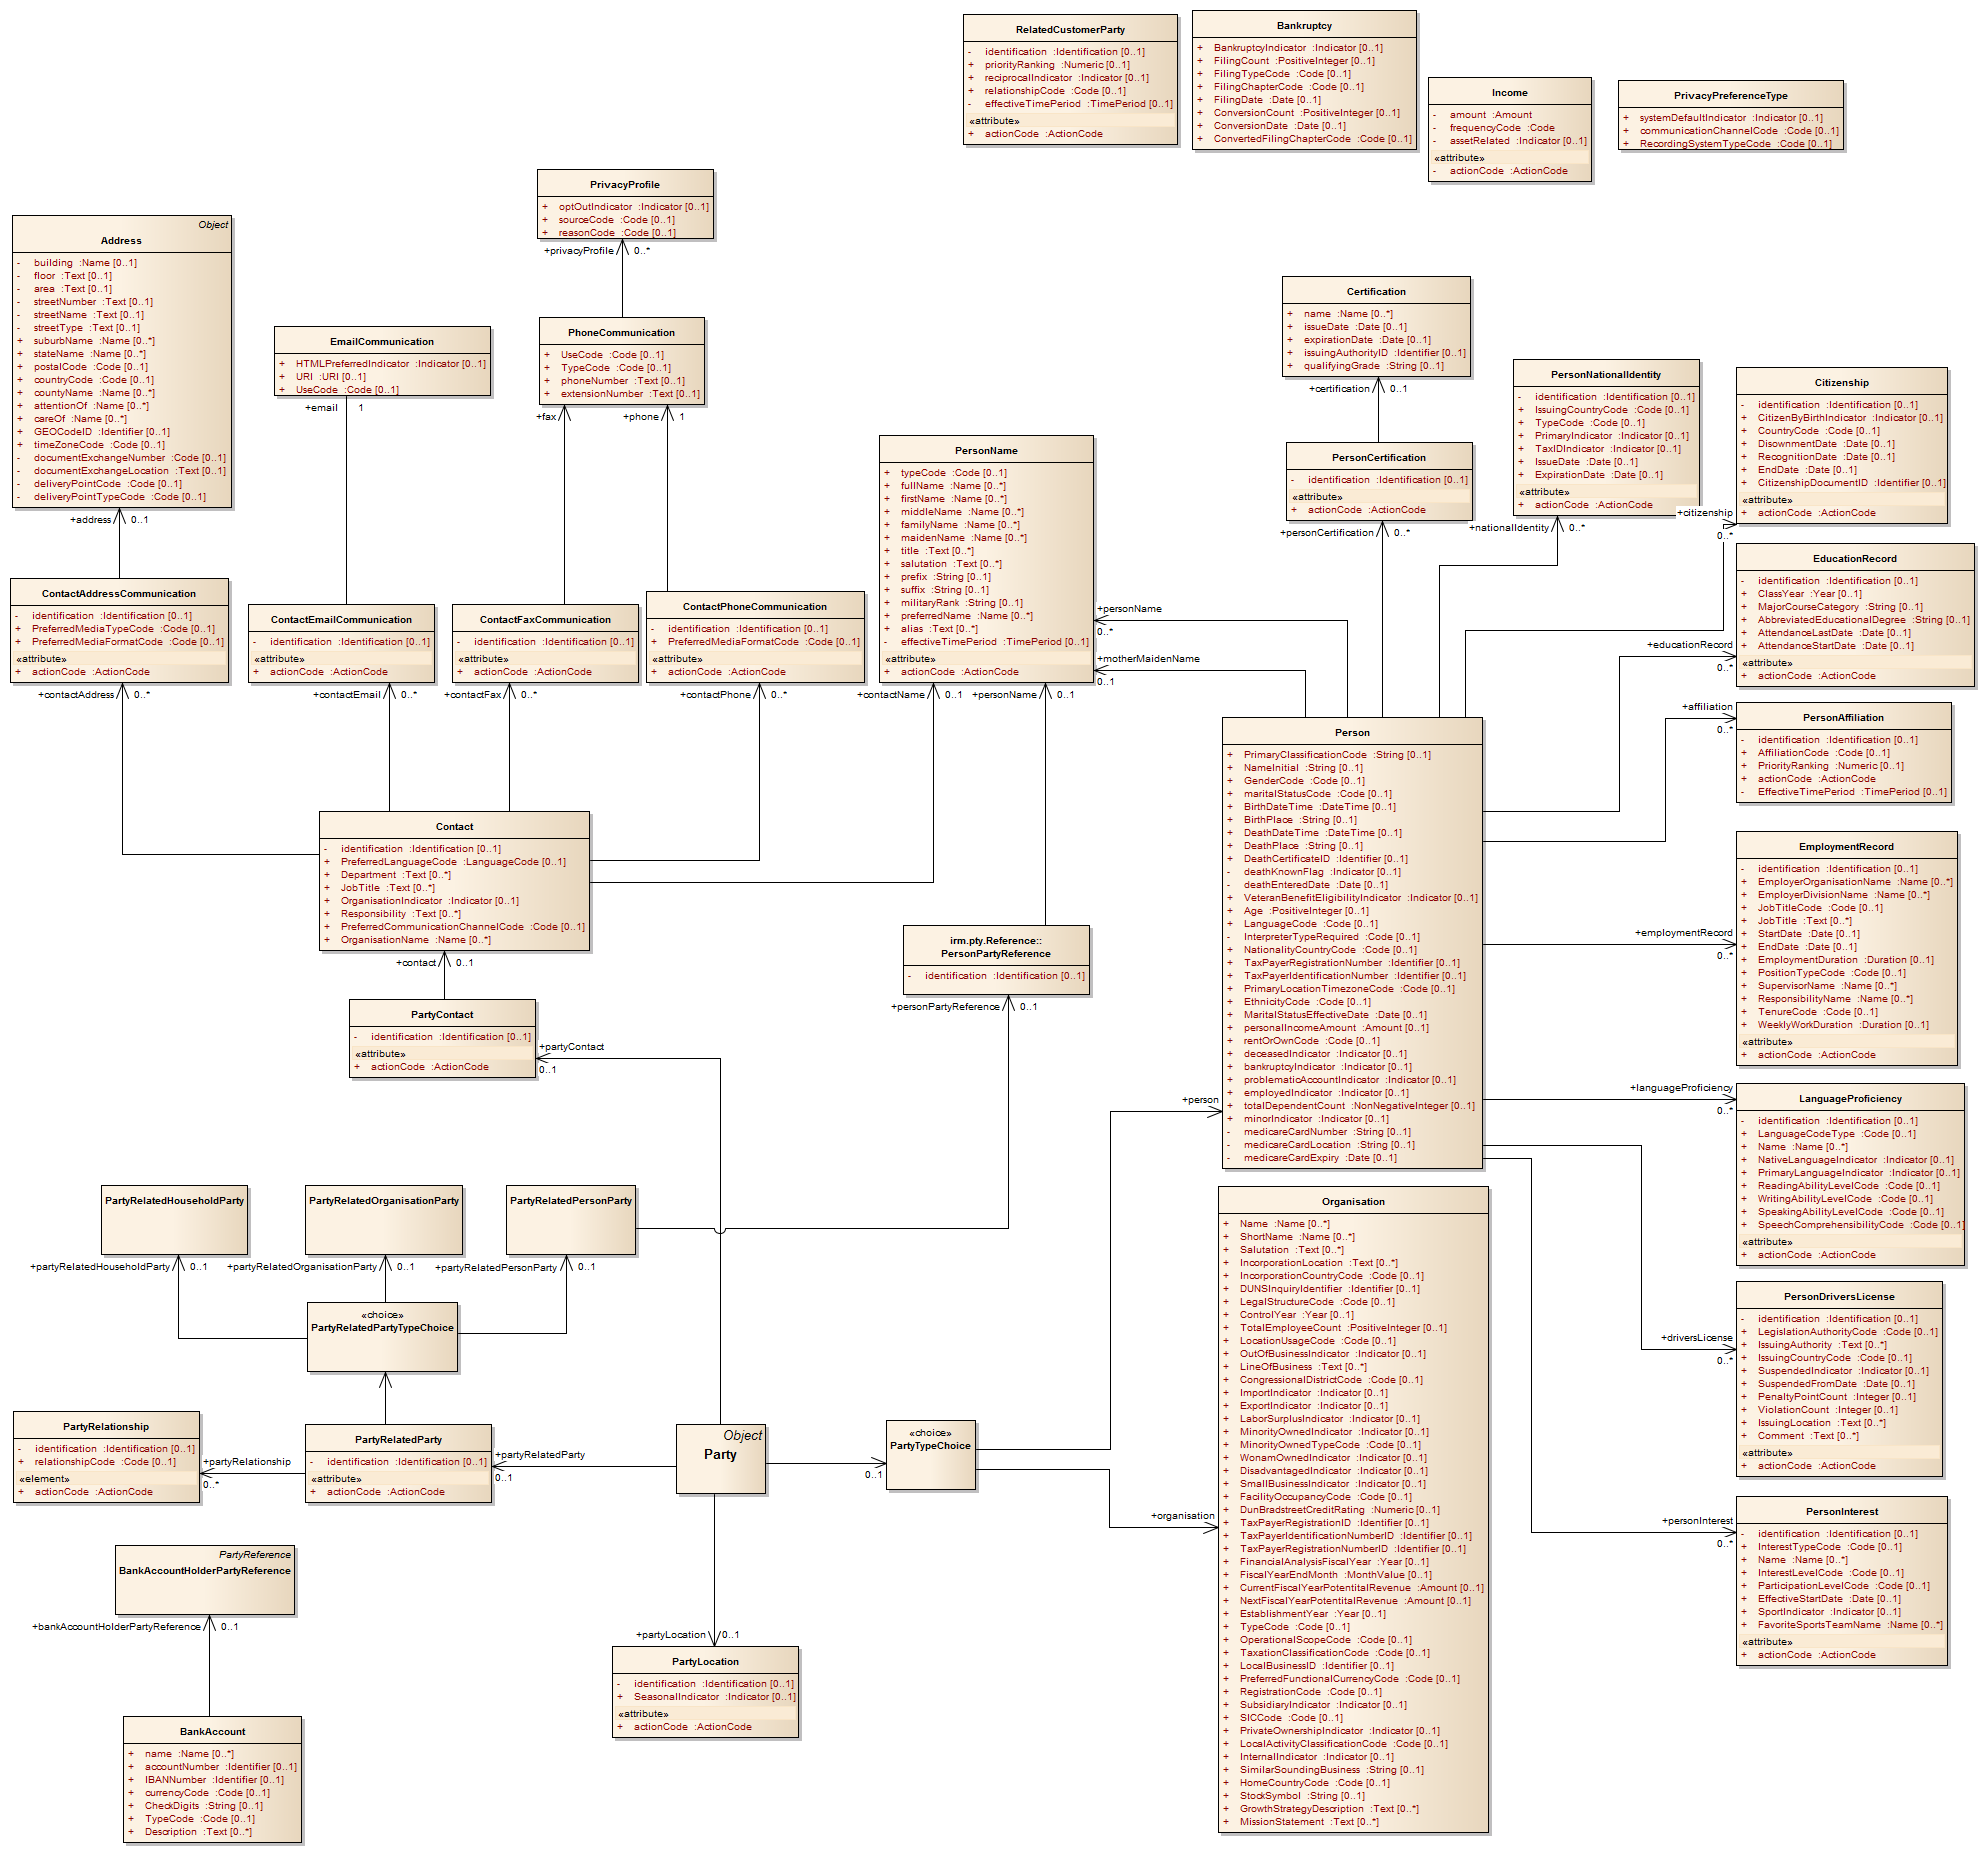 RelatedCustomerParty
- identification :Identification [0..1]
+ priorityRanking :Numeric [0..1]
+ reciprocalIndicator :Indicator [0..1]
+ relationshipCode :Code [0..1]
- effectiveTimePeriod :TimePeriod [0..1]
«attribute»
+ actionCode :ActionCode
Bankruptcy
+ BankruptcyIndicator :Indicator [0..1]
+ FilingCount :PositiveInteger [0..1]
+ FilingTypeCode :Code [0..1]
+ FilingChapterCode :Code [0..1]
+ FilingDate :Date [0..1]
+ ConversionCount :PositiveInteger [0..1]
+ ConversionDate :Date [0..1]
+ ConvertedFilingChapterCode :Code [0..1]
Income
- amount :Amount
- frequencyCode :Code
- assetRelated :Indicator [0..1]
«attribute»
- actionCode :ActionCode
PrivacyPreferenceType
+ systemDefaultIndicator :Indicator [0..1]
+ communicationChannelCode :Code [0..1]
+ RecordingSystemTypeCode :Code [0..1]
PrivacyProfile
+ optOutIndicator :Indicator [0..1]
+ sourceCode :Code [0..1]
+ reasonCode :Code [0..1]
+privacyProfile 0..*
Object
Address
- building :Name [0..1]
- floor :Text [0..1]
- area :Text [0..1]
- streetNumber :Text [0..1]
- streetName :Text [0..1]
- streetType :Text [0..1]
+ suburbName :Name [0..*]
+ stateName :Name [0..*]
+ postalCode :Code [0..1]
+ countryCode :Code [0..1]
+ countyName :Name [0..*]
+ attentionOf :Name [0..*]
+ careOf :Name [0..*]
+ GEOCodeID :Identifier [0..1]
+ timeZoneCode :Code [0..1]
- documentExchangeNumber :Code [0..1]
- documentExchangeLocation :Text [0..1]
- deliveryPointCode :Code [0..1]
- deliveryPointTypeCode :Code [0..1]
+address 0..1
EmailCommunication
+ HTMLPreferredIndicator :Indicator [0..1]
+ URI :URI [0..1]
+ UseCode :Code [0..1]
+email 1
PhoneCommunication
+ UseCode :Code [0..1]
+ TypeCode :Code [0..1]
+ phoneNumber :Text [0..1]
+ extensionNumber :Text [0..1]
+fax
+phone 1
Certification
+ name :Name [0..*]
+ issueDate :Date [0..1]
+ expirationDate :Date [0..1]
+ issuingAuthorityID :Identifier [0..1]
+ qualifyingGrade :String [0..1]
+certification 0..1
PersonNationalIdentity
- identification :Identification [0..1]
+ IssuingCountryCode :Code [0..1]
+ TypeCode :Code [0..1]
+ PrimaryIndicator :Indicator [0..1]
+ TaxIDIndicator :Indicator [0..1]
+ IssueDate :Date [0..1]
+ ExpirationDate :Date [0..1]
«attribute»
+ actionCode :ActionCode
+nationalIdentity 0..*
Citizenship
- identification :Identification [0..1]
+ CitizenByBirthIndicator :Indicator [0..1]
+ CountryCode :Code [0..1]
+ DisownmentDate :Date [0..1]
+ RecognitionDate :Date [0..1]
+ EndDate :Date [0..1]
+ CitizenshipDocumentID :Identifier [0..1]
«attribute»
+ actionCode :ActionCode
+citizenship
0..*
PersonCertification
- identification :Identification [0..1]
«attribute»
+ actionCode :ActionCode
+personCertification 0..*
PersonName
+ typeCode :Code [0..1]
+ fullName :Name [0..*]
+ firstName :Name [0..*]
+ middleName :Name [0..*]
+ familyName :Name [0..*]
+ maidenName :Name [0..*]
+ title :Text [0..*]
+ salutation :Text [0..*]
+ prefix :String [0..1]
+ suffix :String [0..1]
+ militaryRank :String [0..1]
+ preferredName :Name [0..*]
+ alias :Text [0..*]
- effectiveTimePeriod :TimePeriod [0..1]
«attribute»
+ actionCode :ActionCode
+personName
0..*
+motherMaidenName
0..1
+contactName 0..1
+personName 0..1
ContactAddressCommunication
- identification :Identification [0..1]
+ PreferredMediaTypeCode :Code [0..1]
+ PreferredMediaFormatCode :Code [0..1]
«attribute»
+ actionCode :ActionCode
+contactAddress 0..*
ContactEmailCommunication
- identification :Identification [0..1]
«attribute»
+ actionCode :ActionCode
+contactEmail 0..*
ContactFaxCommunication
- identification :Identification [0..1]
«attribute»
+ actionCode :ActionCode
+contactFax 0..*
ContactPhoneCommunication
- identification :Identification [0..1]
+ PreferredMediaFormatCode :Code [0..1]
«attribute»
+ actionCode :ActionCode
+contactPhone 0..*
EducationRecord
- identification :Identification [0..1]
+ ClassYear :Year [0..1]
+ MajorCourseCategory :String [0..1]
+ AbbreviatedEducationalDegree :String [0..1]
+ AttendanceLastDate :Date [0..1]
+ AttendanceStartDate :Date [0..1]
«attribute»
+ actionCode :ActionCode
+educationRecord
0..*
PersonAffiliation
- identification :Identification [0..1]
+ AffiliationCode :Code [0..1]
+ PriorityRanking :Numeric [0..1]
+ actionCode :ActionCode
- EffectiveTimePeriod :TimePeriod [0..1]
+affiliation
0..*
Person
+ PrimaryClassificationCode :String [0..1]
+ NameInitial :String [0..1]
+ GenderCode :Code [0..1]
+ maritalStatusCode :Code [0..1]
+ BirthDateTime :DateTime [0..1]
+ BirthPlace :String [0..1]
+ DeathDateTime :DateTime [0..1]
+ DeathPlace :String [0..1]
+ DeathCertificateID :Identifier [0..1]
- deathKnownFlag :Indicator [0..1]
- deathEnteredDate :Date [0..1]
+ VeteranBenefitEligibilityIndicator :Indicator [0..1]
+ Age :PositiveInteger [0..1]
+ LanguageCode :Code [0..1]
- InterpreterTypeRequired :Code [0..1]
+ NationalityCountryCode :Code [0..1]
+ TaxPayerRegistrationNumber :Identifier [0..1]
+ TaxPayerIdentificationNumber :Identifier [0..1]
+ PrimaryLocationTimezoneCode :Code [0..1]
+ EthnicityCode :Code [0..1]
+ MaritalStatusEffectiveDate :Date [0..1]
+ personalIncomeAmount :Amount [0..1]
+ rentOrOwnCode :Code [0..1]
+ deceasedIndicator :Indicator [0..1]
+ bankruptcyIndicator :Indicator [0..1]
+ problematicAccountIndicator :Indicator [0..1]
+ employedIndicator :Indicator [0..1]
+ totalDependentCount :NonNegativeInteger [0..1]
+ minorIndicator :Indicator [0..1]
- medicareCardNumber :String [0..1]
- medicareCardLocation :String [0..1]
- medicareCardExpiry :Date [0..1]
+person
Contact
- identification :Identification [0..1]
+ PreferredLanguageCode :LanguageCode [0..1]
+ Department :Text [0..*]
+ JobTitle :Text [0..*]
+ OrganisationIndicator :Indicator [0..1]
+ Responsibility :Text [0..*]
+ PreferredCommunicationChannelCode :Code [0..1]
+ OrganisationName :Name [0..*]
+contact 0..1
EmploymentRecord
- identification :Identification [0..1]
+ EmployerOrganisationName :Name [0..*]
+ EmployerDivisionName :Name [0..*]
+ JobTitleCode :Code [0..1]
+ JobTitle :Text [0..*]
+ StartDate :Date [0..1]
+ EndDate :Date [0..1]
+ EmploymentDuration :Duration [0..1]
+ PositionTypeCode :Code [0..1]
+ SupervisorName :Name [0..*]
+ ResponsibilityName :Name [0..*]
+ TenureCode :Code [0..1]
+ WeeklyWorkDuration :Duration [0..1]
«attribute»
+ actionCode :ActionCode
+employmentRecord
0..*
irm.pty.Reference::
PersonPartyReference
- identification :Identification [0..1]
+personPartyReference 0..1
PartyContact
- identification :Identification [0..1]
«attribute»
+ actionCode :ActionCode
+partyContact
0..1
LanguageProficiency
- identification :Identification [0..1]
+ LanguageCodeType :Code [0..1]
+ Name :Name [0..*]
+ NativeLanguageIndicator :Indicator [0..1]
+ PrimaryLanguageIndicator :Indicator [0..1]
+ ReadingAbilityLevelCode :Code [0..1]
+ WritingAbilityLevelCode :Code [0..1]
+ SpeakingAbilityLevelCode :Code [0..1]
+ SpeechComprehensibilityCode :Code [0..1]
«attribute»
+ actionCode :ActionCode
+languageProficiency
0..*
PartyRelatedHouseholdParty
+partyRelatedHouseholdParty 0..1
PartyRelatedOrganisationParty
+partyRelatedOrganisationParty 0..1
PartyRelatedPersonParty
+partyRelatedPersonParty 0..1
«choice»
PartyRelatedPartyTypeChoice
Organisation
+ Name :Name [0..*]
+ ShortName :Name [0..*]
+ Salutation :Text [0..*]
+ IncorporationLocation :Text [0..*]
+ IncorporationCountryCode :Code [0..1]
+ DUNSInquiryIdentifier :Identifier [0..1]
+ LegalStructureCode :Code [0..1]
+ ControlYear :Year [0..1]
+ TotalEmployeeCount :PositiveInteger [0..1]
+ LocationUsageCode :Code [0..1]
+ OutOfBusinessIndicator :Indicator [0..1]
+ LineOfBusiness :Text [0..*]
+ CongressionalDistrictCode :Code [0..1]
+ ImportIndicator :Indicator [0..1]
+ ExportIndicator :Indicator [0..1]
+ LaborSurplusIndicator :Indicator [0..1]
+ MinorityOwnedIndicator :Indicator [0..1]
+ MinorityOwnedTypeCode :Code [0..1]
+ WonamOwnedIndicator :Indicator [0..1]
+ DisadvantagedIndicator :Indicator [0..1]
+ SmallBusinessIndicator :Indicator [0..1]
+ FacilityOccupancyCode :Code [0..1]
+ DunBradstreetCreditRating :Numeric [0..1]
+ TaxPayerRegistrationID :Identifier [0..1]
+ TaxPayerIdentificationNumberID :Identifier [0..1]
+ TaxPayerRegistrationNumberID :Identifier [0..1]
+ FinancialAnalysisFiscalYear :Year [0..1]
+ FiscalYearEndMonth :MonthValue [0..1]
+ CurrentFiscalYearPotentitalRevenue :Amount [0..1]
+ NextFiscalYearPotentitalRevenue :Amount [0..1]
+ EstablishmentYear :Year [0..1]
+ TypeCode :Code [0..1]
+ OperationalScopeCode :Code [0..1]
+ TaxationClassificationCode :Code [0..1]
+ LocalBusinessID :Identifier [0..1]
+ PreferredFunctionalCurrencyCode :Code [0..1]
+ RegistrationCode :Code [0..1]
+ SubsidiaryIndicator :Indicator [0..1]
+ SICCode :Code [0..1]
+ PrivateOwnershipIndicator :Indicator [0..1]
+ LocalActivityClassificationCode :Code [0..1]
+ InternalIndicator :Indicator [0..1]
+ SimilarSoundingBusiness :String [0..1]
+ HomeCountryCode :Code [0..1]
+ StockSymbol :String [0..1]
+ GrowthStrategyDescription :Text [0..*]
+ MissionStatement :Text [0..*]
+organisation
PersonDriversLicense
- identification :Identification [0..1]
+ LegislationAuthorityCode :Code [0..1]
+ IssuingAuthority :Text [0..*]
+ IssuingCountryCode :Code [0..1]
+ SuspendedIndicator :Indicator [0..1]
+ SuspendedFromDate :Date [0..1]
+ PenaltyPointCount :Integer [0..1]
+ ViolationCount :Integer [0..1]
+ IssuingLocation :Text [0..*]
+ Comment :Text [0..*]
«attribute»
+ actionCode :ActionCode
+driversLicense
0..*
PartyRelationship
- identification :Identification [0..1]
+ relationshipCode :Code [0..1]
«element»
+ actionCode :ActionCode
+partyRelationship
0..*
PartyRelatedParty
- identification :Identification [0..1]
«attribute»
+ actionCode :ActionCode
+partyRelatedParty
0..1
Object
Party
«choice»
PartyTypeChoice
0..1
PersonInterest
- identification :Identification [0..1]
+ InterestTypeCode :Code [0..1]
+ Name :Name [0..*]
+ InterestLevelCode :Code [0..1]
+ ParticipationLevelCode :Code [0..1]
+ EffectiveStartDate :Date [0..1]
+ SportIndicator :Indicator [0..1]
+ FavoriteSportsTeamName :Name [0..*]
«attribute»
+ actionCode :ActionCode
+personInterest
0..*
PartyReference
BankAccountHolderPartyReference
+bankAccountHolderPartyReference 0..1
+partyLocation 0..1
PartyLocation
- identification :Identification [0..1]
+ SeasonalIndicator :Indicator [0..1]
«attribute»
+ actionCode :ActionCode
BankAccount
+ name :Name [0..*]
+ accountNumber :Identifier [0..1]
+ IBANNumber :Identifier [0..1]
+ currencyCode :Code [0..1]
+ CheckDigits :String [0..1]
+ TypeCode :Code [0..1]
+ Description :Text [0..*]